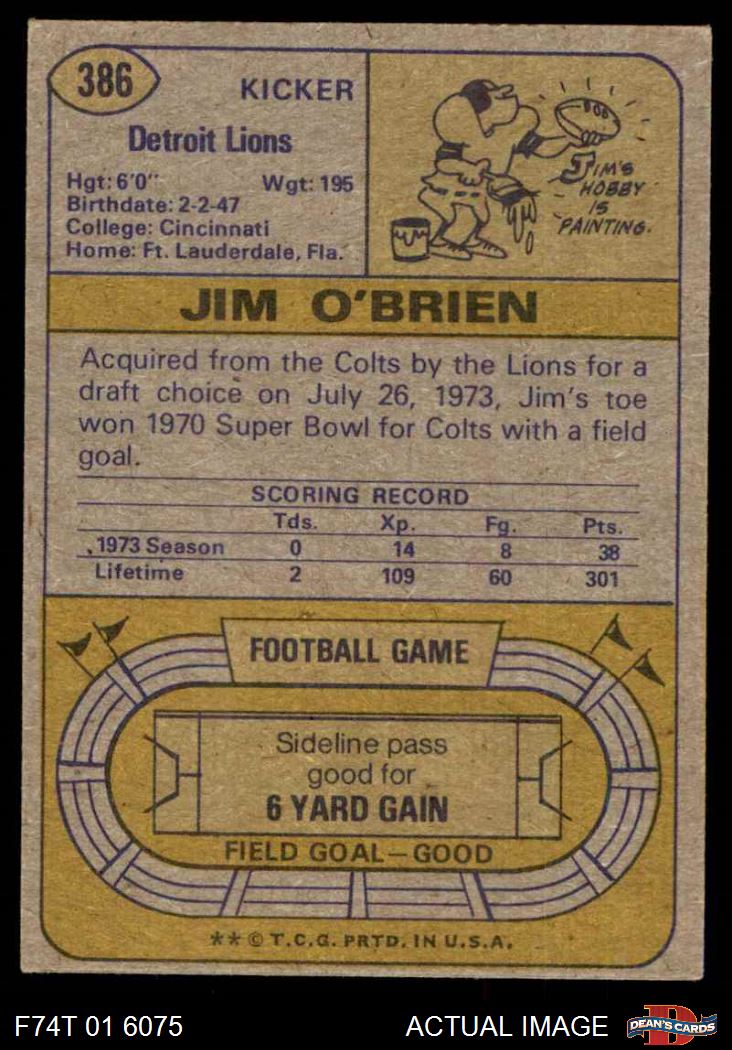 386
KICKER
Detroit Lions
Hgt: 6'0" Wgt: 195
Birthdate: 2-2-47
College: Cincinnati
Home: Ft. Lauderdale, Fla.
JIM'S
HOBBY
IS
PAINTING.
JIM O'BRIEN
Acquired from the Colts by the Lions for a
draft choice on July 26, 1973, Jim's toe
won 1970 Super Bowl for Colts with a field
goal.
SCORING RECORD
Tds. Xp. Fg. Pts.
1973 Season 0 14 8 38
Lifetime 2 109 60 301
FOOTBALL GAME
Sideline pass
good for
6 YARD GAIN
FIELD GOAL—GOOD
** © T.C.G. PRTD. IN U.S.A.
F74T 01 6075 ACTUAL IMAGE D DEAN'S CARDS